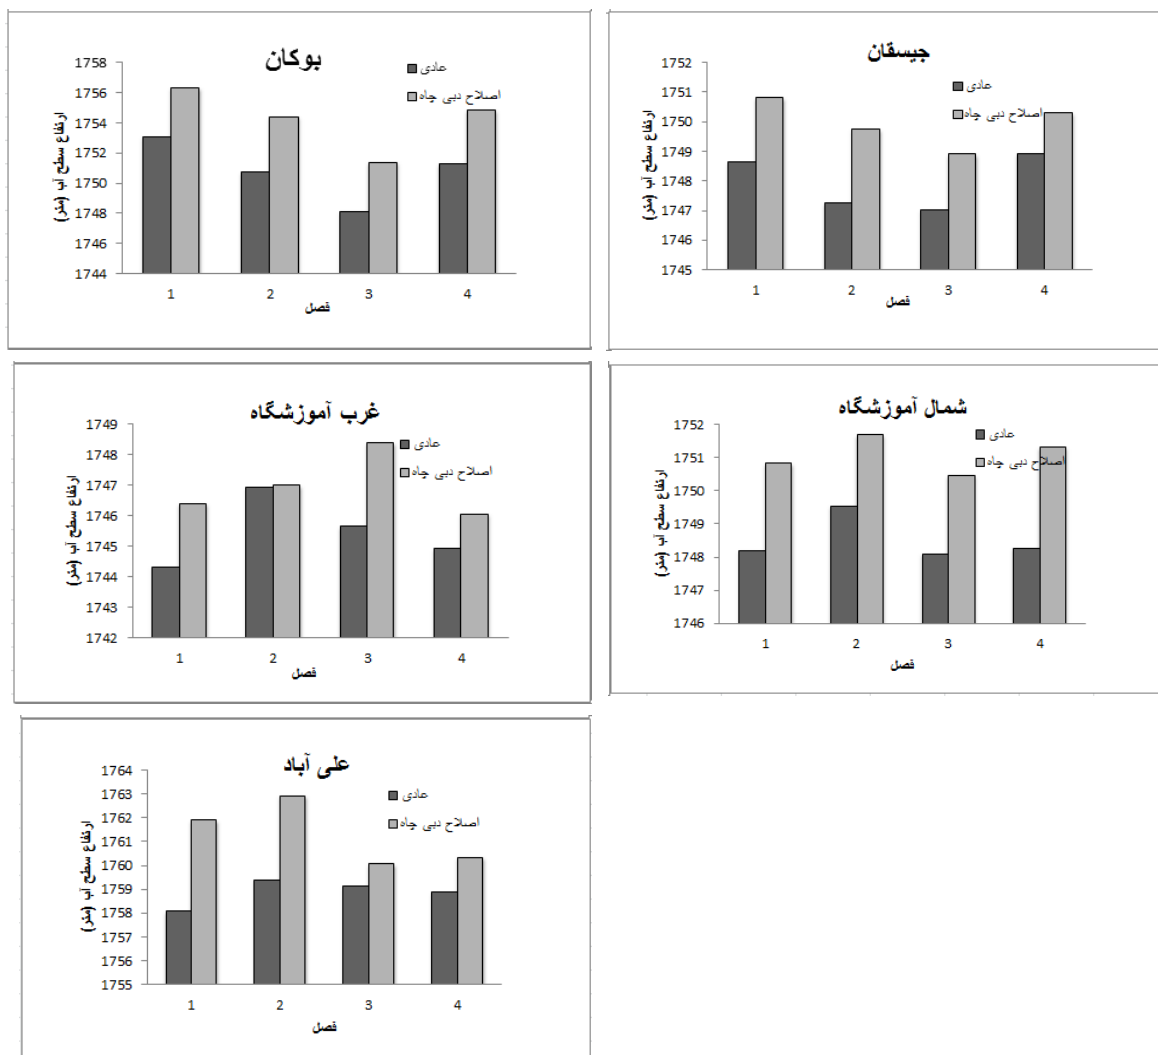 بوکان
عادی
اصلاح دبی چاه
ارتفاع سطح آب (متر)
1758
1756
1754
1752
1750
1748
1746
1744
1 2 3 4
فصل
جیسقان
عادی
اصلاح دبی چاه
ارتفاع سطح آب (متر)
1752
1751
1750
1749
1748
1747
1746
1745
1 2 3 4
فصل
غرب آموزشگاه
عادی
اصلاح دبی چاه
ارتفاع سطح آب (متر)
1749
1748
1747
1746
1745
1744
1743
1742
1 2 3 4
فصل
شمال آموزشگاه
عادی
اصلاح دبی چاه
ارتفاع سطح آب (متر)
1752
1751
1750
1749
1748
1747
1746
1 2 3 4
فصل
علی آباد
عادی
اصلاح دبی چاه
ارتفاع سطح آب (متر)
1764
1763
1762
1761
1760
1759
1758
1757
1756
1755
1 2 3 4
فصل